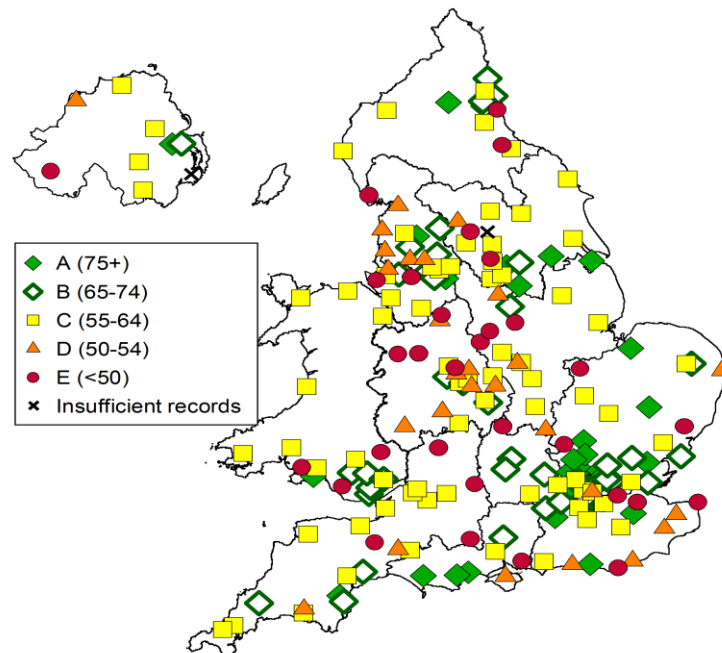 A (75+)
B (65-74)
C (55-64)
D (50-54)
E (<50)
Insufficient records